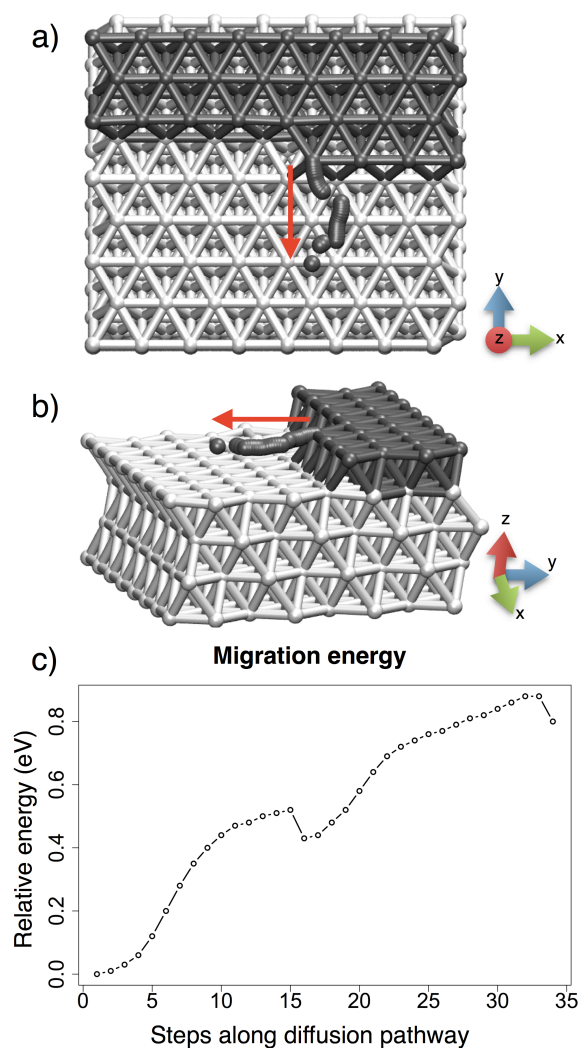 a)
y
z
x
b)
z
y
x
c)
Migration energy
Relative energy (eV)
0.8
0.6
0.4
0.2
0.0
0 5 10 15 20 25 30 35
Steps along diffusion pathway